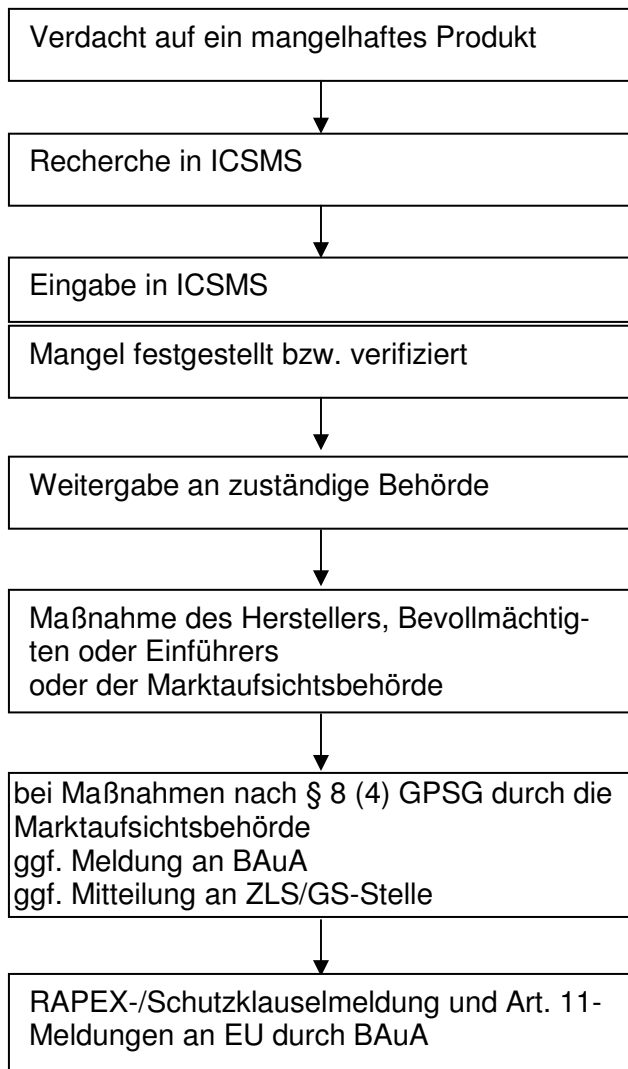 Verdacht auf ein mangelhaftes Produkt
Recherche in ICSMS
Eingabe in ICSMS
Mangel festgestellt bzw. verifiziert
Weitergabe an zuständige Behörde
Maßnahme des Herstellers, Bevollmächtig-
ten oder Einführers
oder der Marktaufsichtsbehörde
bei Maßnahmen nach § 8 (4) GPSG durch die
Marktaufsichtsbehörde
ggf. Meldung an BAuA
ggf. Mitteilung an ZLS/GS-Stelle
RAPEX-/Schutzklauselmeldung und Art. 11-
Meldungen an EU durch BAuA